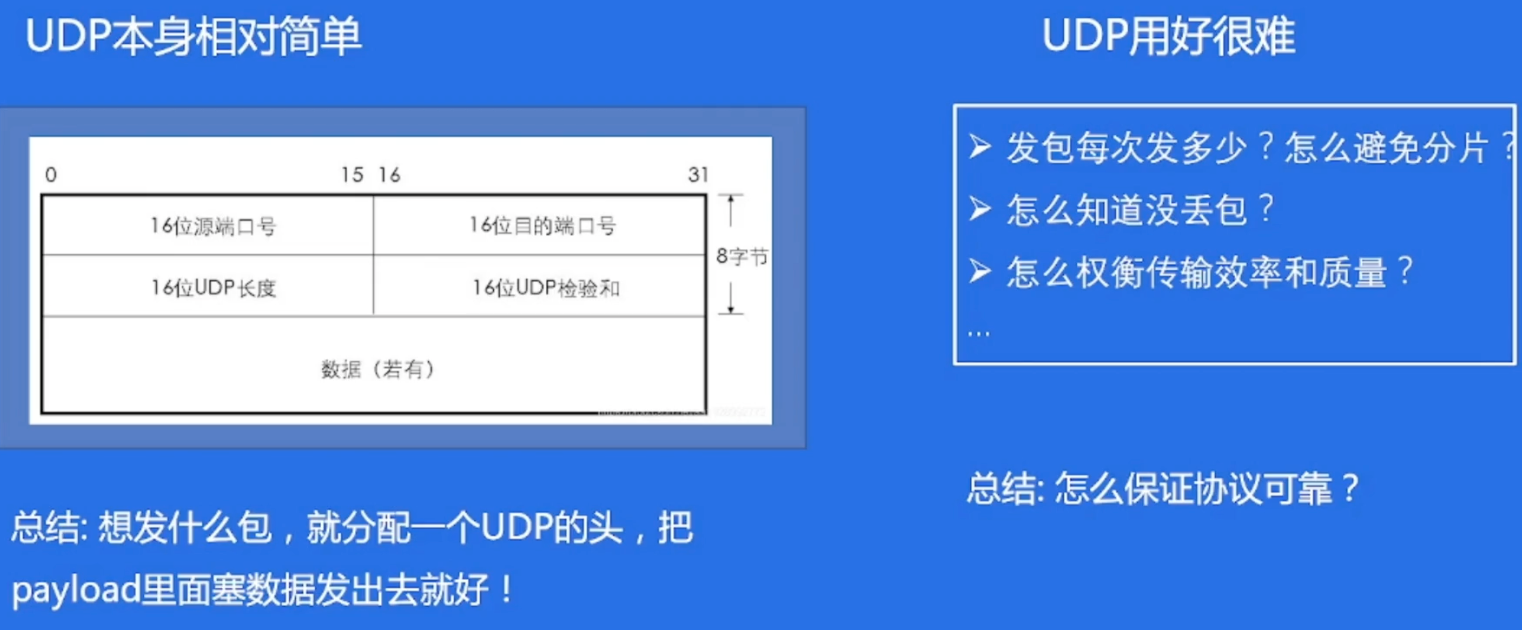 UDP本身相对简单
0 15 16 31
16位源端口号 16位目的端口号
8字节
16位UDP长度 16位UDP检验和
数据（若有）
总结: 想发什么包，就分配一个UDP的头，把
payload里面塞数据发出去就好！
UDP用好很难
➢ 发包每次发多少？怎么避免分片？
➢ 怎么知道没丢包？
➢ 怎么权衡传输效率和质量？
...
总结: 怎么保证协议可靠？